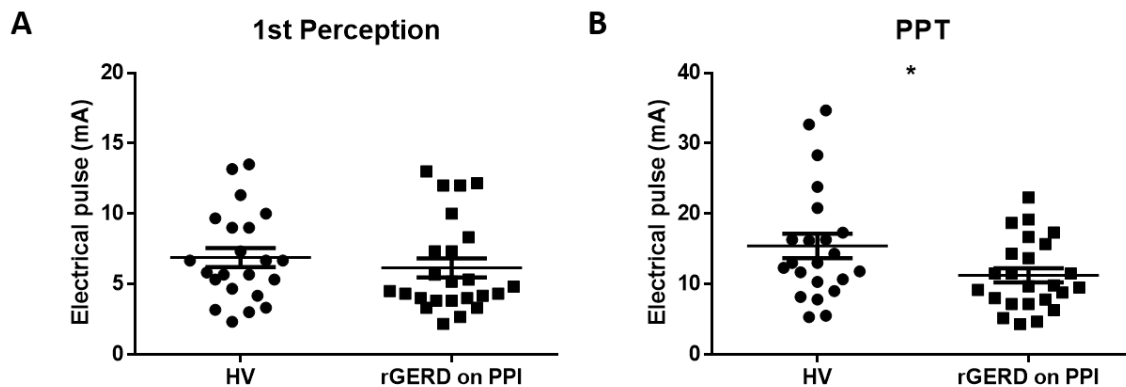 A
1st Perception
Electrical pulse (mA)
20
15
10
5
0
HV
rGERD on PPI
B
PPT
*
Electrical pulse (mA)
40
30
20
10
0
HV
rGERD on PPI